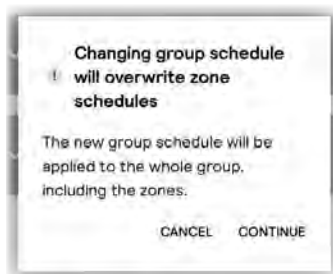 Changing group schedule
! will overwrite zone
schedules
The new group schedule will be
applied to the whole group,
including the zones.
CANCEL CONTINUE